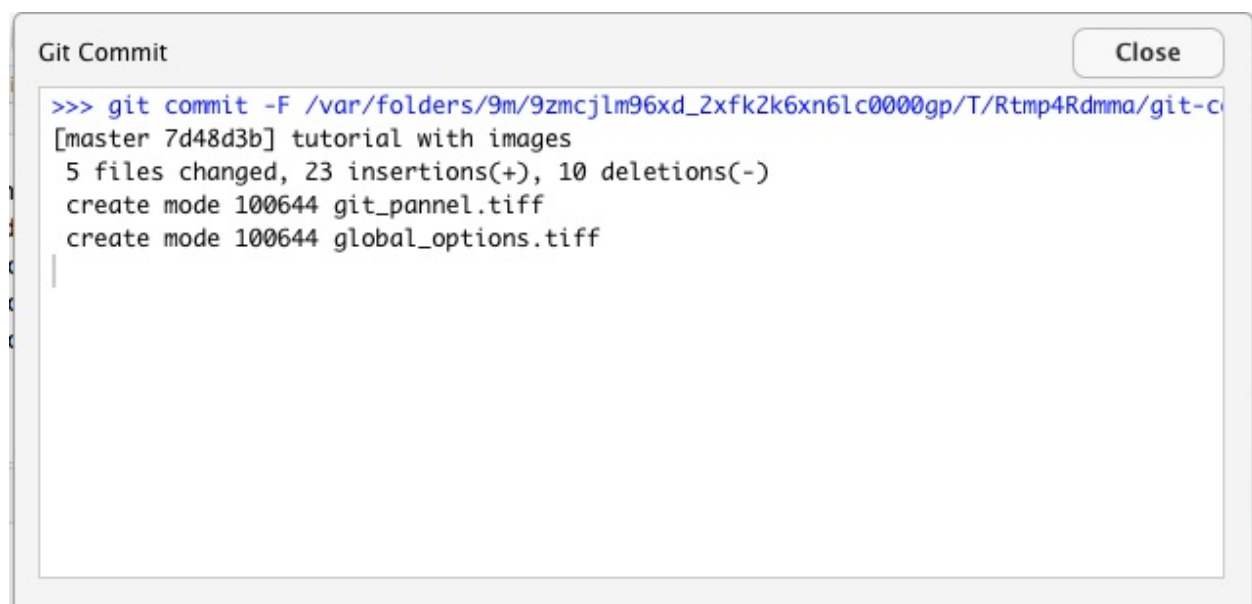 Git Commit
Close
>>> git commit -F /var/folders/9m/9zmcjlm96xd_2xfk2k6xn6lc0000gp/T/Rtmp4Rdmma/git-c
[master 7d48d3b] tutorial with images
5 files changed, 23 insertions(+), 10 deletions(-)
create mode 100644 git_pannel.tiff
create mode 100644 global_options.tiff